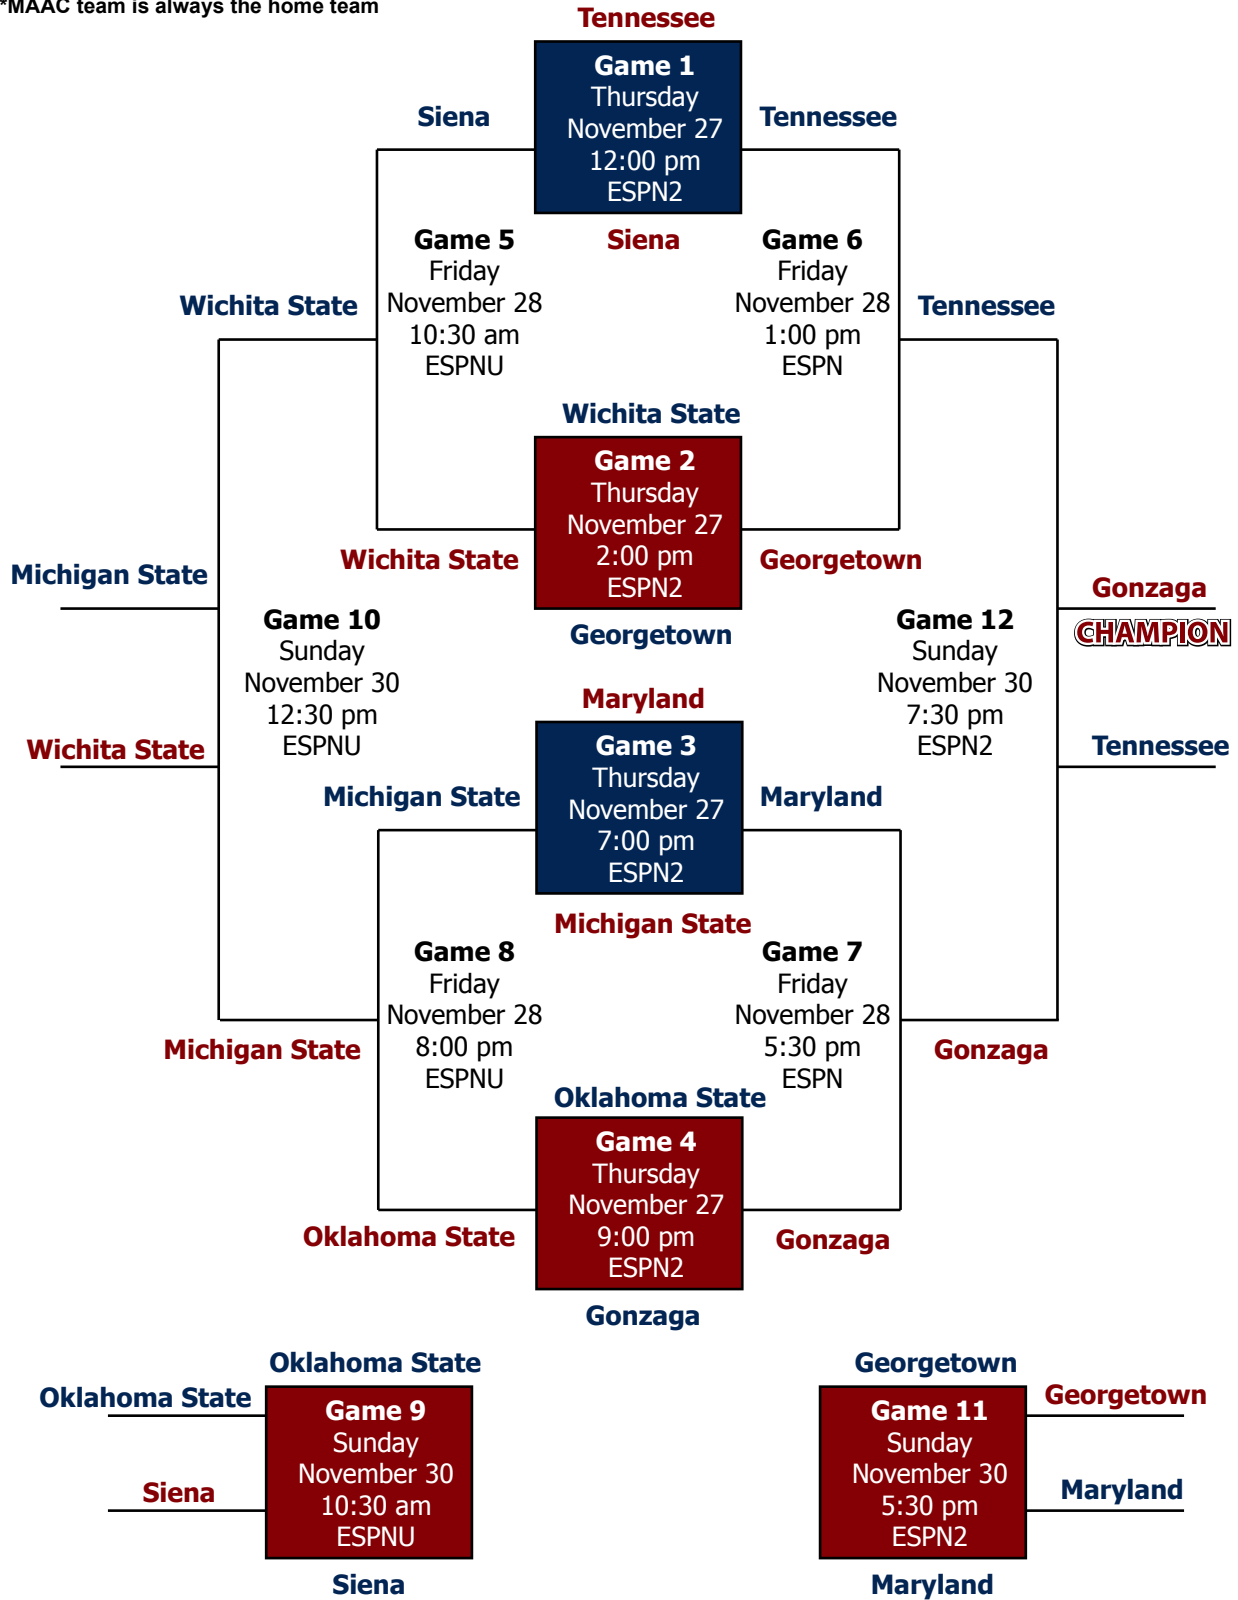 *MAAC team is always the home team
Tennessee
Game 1
Thursday
November 27
12:00 pm
ESPN2
Siena
Tennessee
Siena
Game 5
Friday
November 28
10:30 am
ESPNU
Game 6
Friday
November 28
1:00 pm
ESPN
Wichita State
Tennessee
Wichita State
Game 2
Thursday
November 27
2:00 pm
ESPN2
Wichita State
Georgetown
Georgetown
Michigan State
Game 10
Sunday
November 30
12:30 pm
ESPNU
Wichita State
Game 12
Sunday
November 30
7:30 pm
ESPN2
Gonzaga
CHAMPION
Tennessee
Maryland
Game 3
Thursday
November 27
7:00 pm
ESPN2
Michigan State
Maryland
Michigan State
Game 8
Friday
November 28
8:00 pm
ESPNU
Game 7
Friday
November 28
5:30 pm
ESPN
Michigan State
Gonzaga
Oklahoma State
Game 4
Thursday
November 27
9:00 pm
ESPN2
Oklahoma State
Gonzaga
Gonzaga
Oklahoma State
Oklahoma State
Game 9
Sunday
November 30
10:30 am
ESPNU
Siena
Siena
Georgetown
Game 11
Sunday
November 30
5:30 pm
ESPN2
Georgetown
Maryland
Maryland